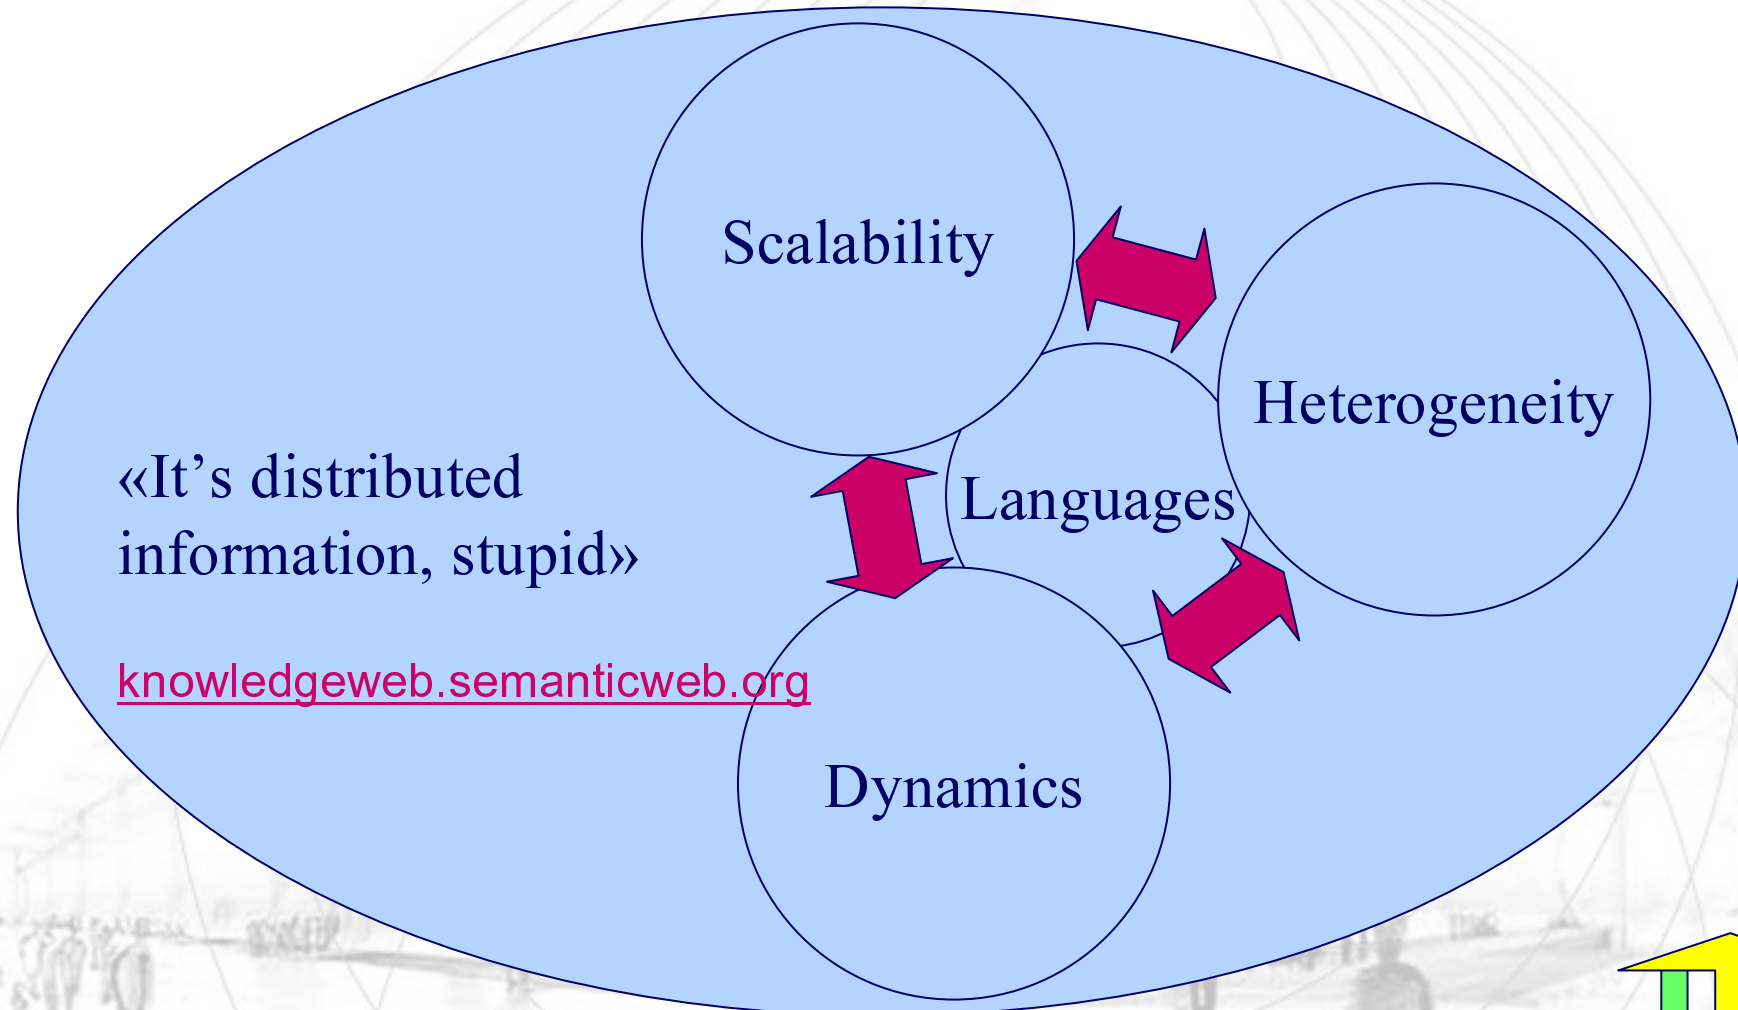 Scalability
Heterogeneity
Languages
«It’s distributed
information, stupid»
knowledgeweb.semanticweb.org
Dynamics